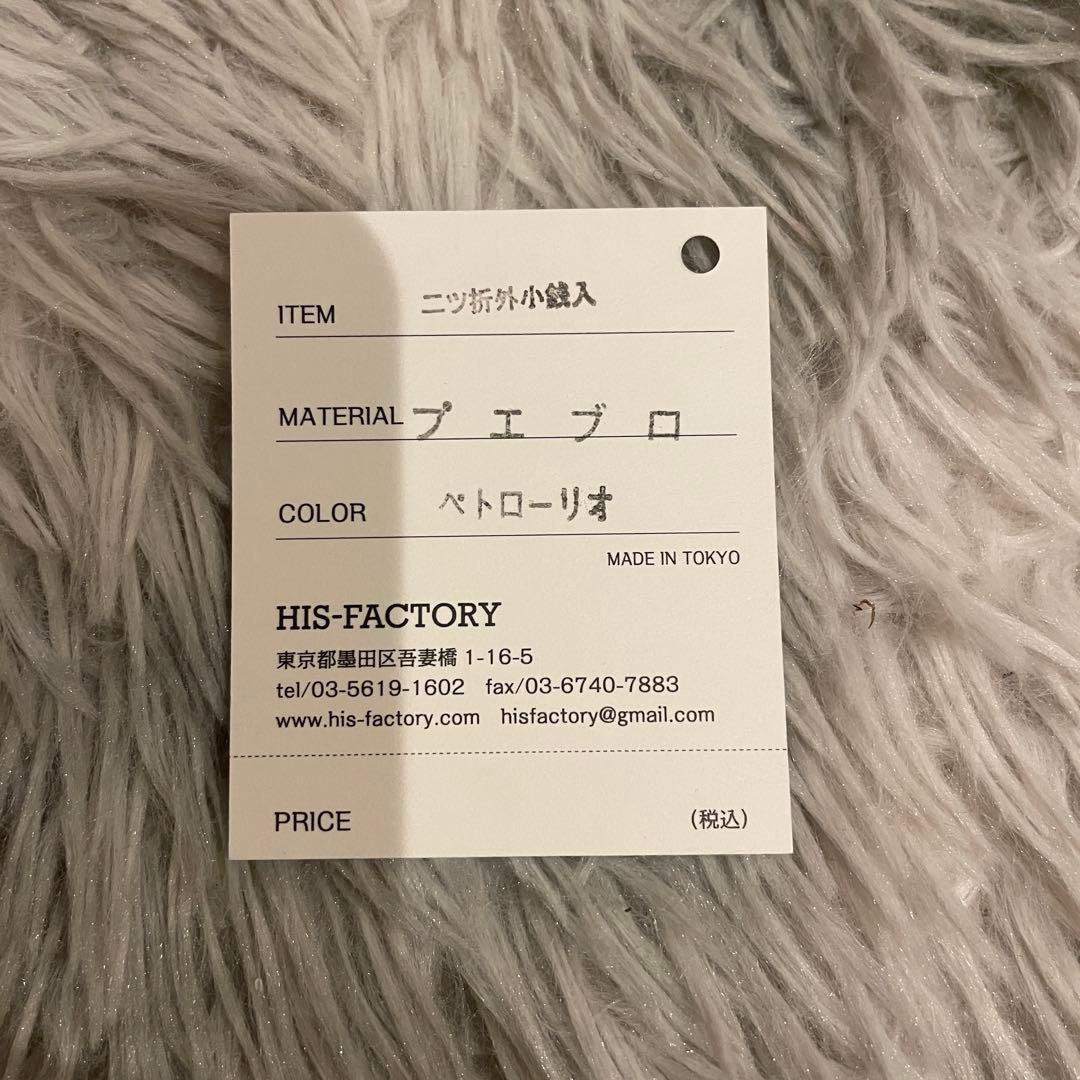 ITEM 二ツ折外小銭入
MATERIAL プエブロ
COLOR ペトローリオ
MADE IN TOKYO
HIS-FACTORY
東京都墨田区吾妻橋 1-16-5
tel/03-5619-1602 fax/03-6740-7883
www.his-factory.com hisfactory@gmail.com
PRICE (税込)